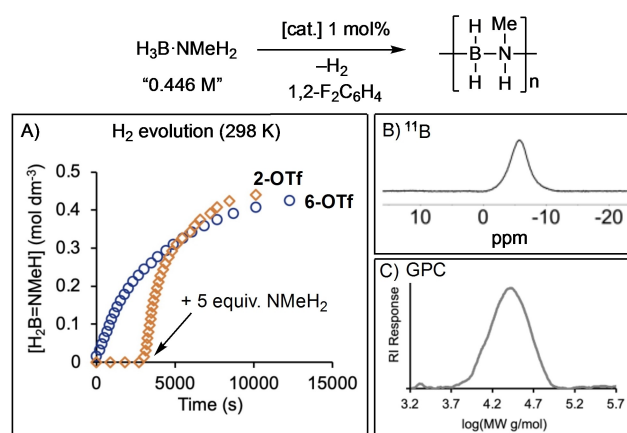 H₃B·NMeH₂
"0.446 M"
[cat.] 1 mol%
–H₂
1,2-F₂C₆H₄
H Me
B N
H H
n
A) H₂ evolution (298 K)
[H₂B=NMeH] (mol dm⁻³)
0.5
0.4
0.3
0.2
0.1
0
2-OTf
6-OTf
+ 5 equiv. NMeH₂
0 5000 10000 15000
Time (s)
B) ¹¹B
10 0 -10 -20
ppm
C) GPC
RI Response
3.2 3.7 4.2 4.7 5.2 5.7
log(MW g/mol)